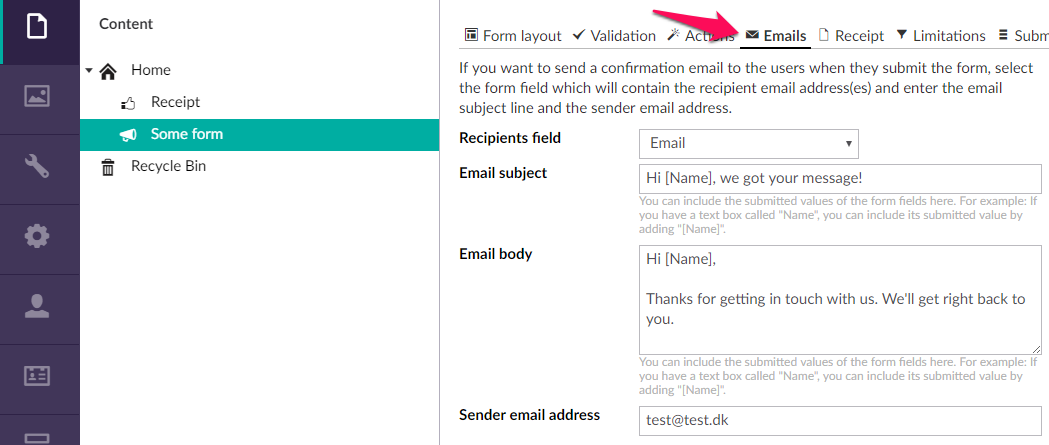 Content
Home
Receipt
Some form
Recycle Bin
Form layout Validation Actions Emails Receipt Limitations Subm
If you want to send a confirmation email to the users when they submit the form, select
the form field which will contain the recipient email address(es) and enter the email
subject line and the sender email address.
Recipients field
Email
Email subject
Hi [Name], we got your message!
You can include the submitted values of the form fields here. For example: If
you have a text box called "Name", you can include its submitted value by
adding "[Name]".
Email body
Hi [Name],
Thanks for getting in touch with us. We'll get right back to
you.
You can include the submitted values of the form fields here. For example: If
you have a text box called "Name", you can include its submitted value by
adding "[Name]".
Sender email address
test@test.dk